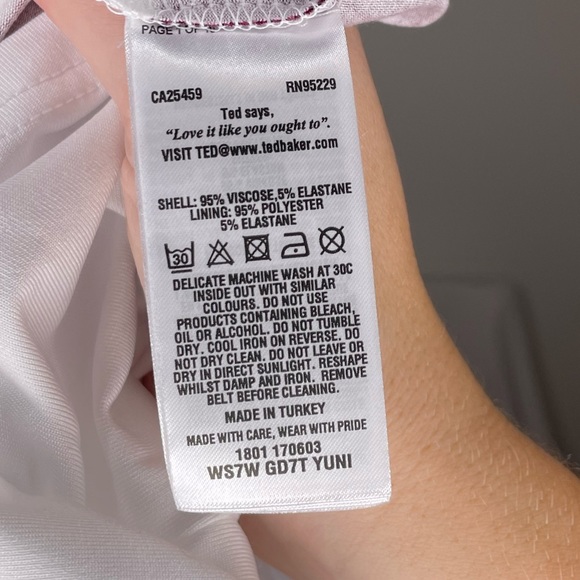 PAGE 1 OF
CA25459 RN95229
Ted says,
“Love it like you ought to”.
VISIT TED@www.tedbaker.com
SHELL: 95% VISCOSE,5% ELASTANE
LINING: 95% POLYESTER
5% ELASTANE
30
DELICATE MACHINE WASH AT 30C
INSIDE OUT WITH SIMILAR
COLOURS. DO NOT USE
PRODUCTS CONTAINING BLEACH,
OIL OR ALCOHOL. DO NOT TUMBLE
DRY. COOL IRON ON REVERSE. DO
NOT DRY CLEAN. DO NOT LEAVE OR
DRY IN DIRECT SUNLIGHT. RESHAPE
WHILST DAMP AND IRON. REMOVE
BELT BEFORE CLEANING.
MADE IN TURKEY
MADE WITH CARE, WEAR WITH PRIDE
1801 170603
WS7W GD7T YUNI